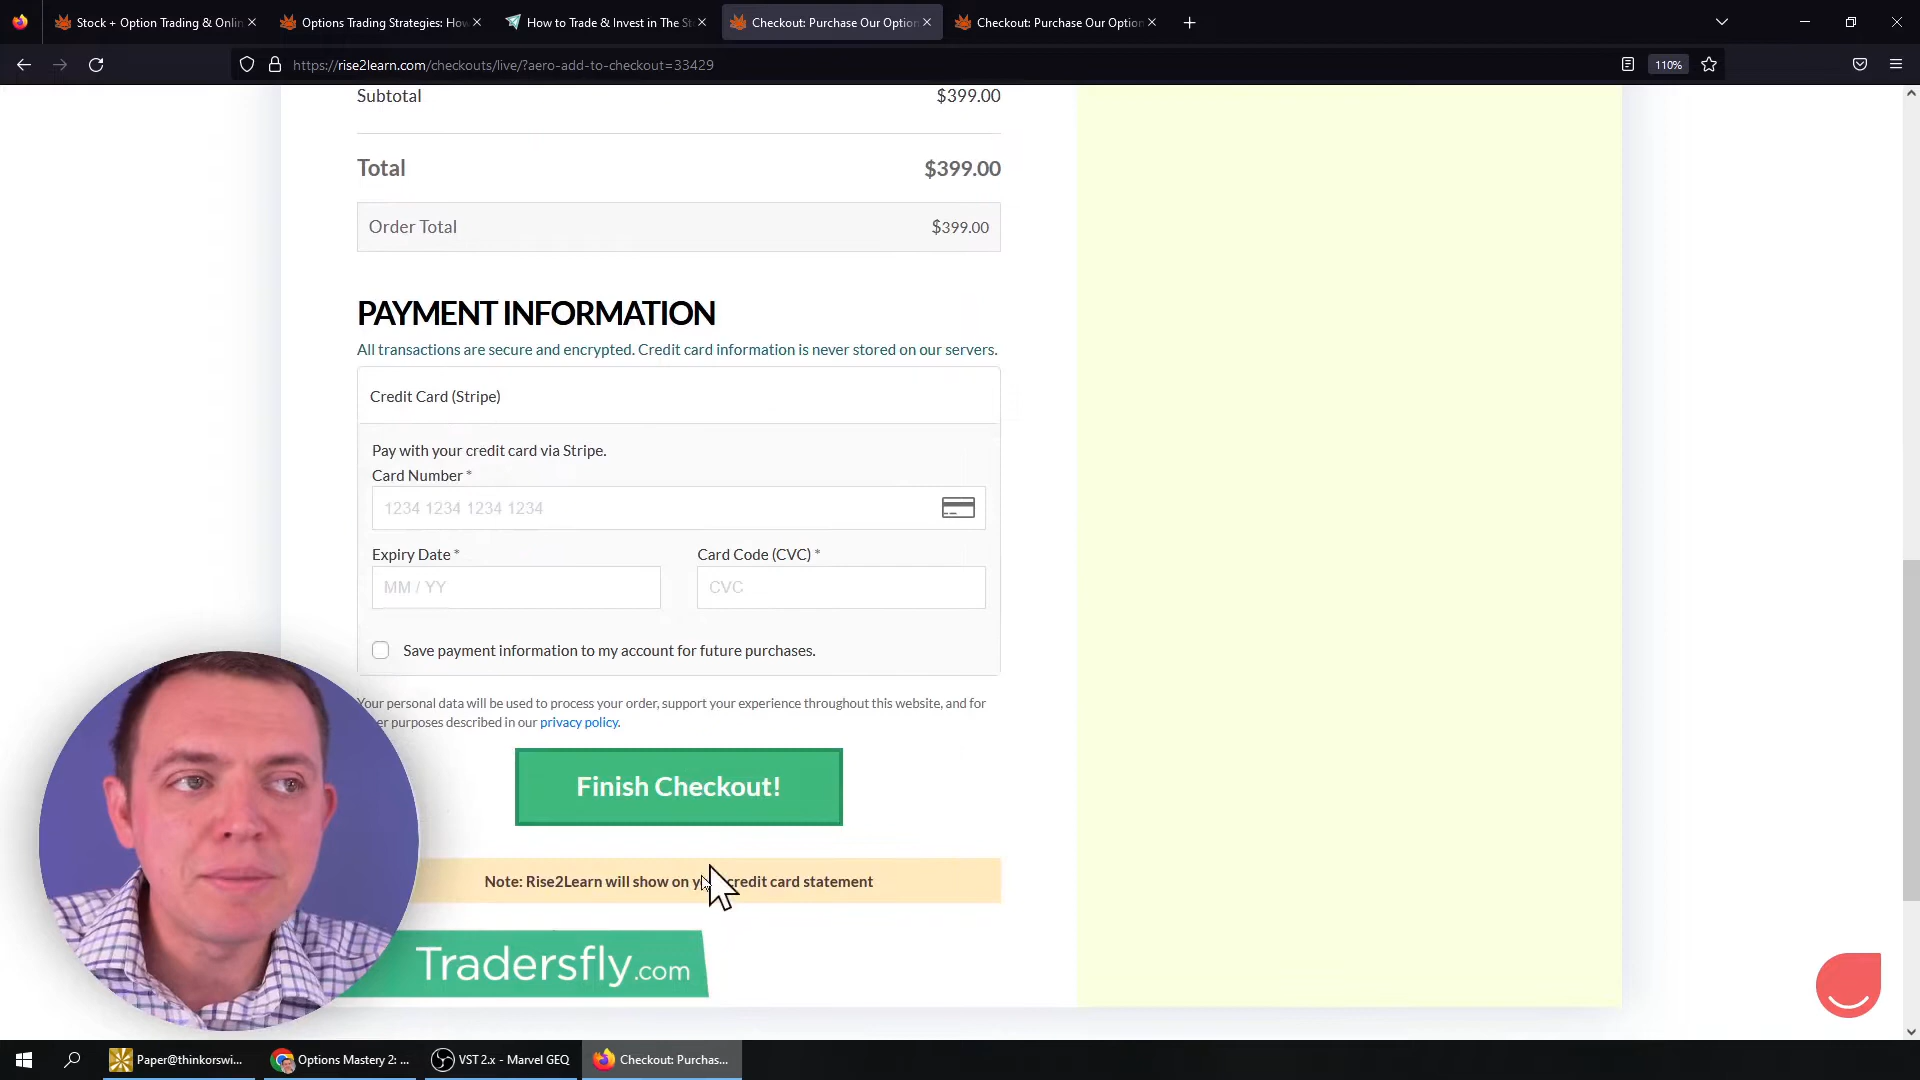 Stock + Option Trading & Onlin
Options Trading Strategies: How
How to Trade & Invest in The St
Checkout: Purchase Our Option
Checkout: Purchase Our Option
https://rise2learn.com/checkouts/live/?aero-add-to-checkout=33429
110%
Subtotal $399.00
Total $399.00
Order Total $399.00
PAYMENT INFORMATION
All transactions are secure and encrypted. Credit card information is never stored on our servers.
Credit Card (Stripe)
Pay with your credit card via Stripe.
Card Number *
1234 1234 1234 1234
Expiry Date * Card Code (CVC) *
MM / YY CVC
Save payment information to my account for future purchases.
Your personal data will be used to process your order, support your experience throughout this website, and for
purposes described in our privacy policy.
Finish Checkout!
Note: Rise2Learn will show on credit card statement
Tradersfly.com
Paper@thinkorswi...
Options Mastery 2: ...
VST 2.x - Marvel GEQ
Checkout: Purchas...